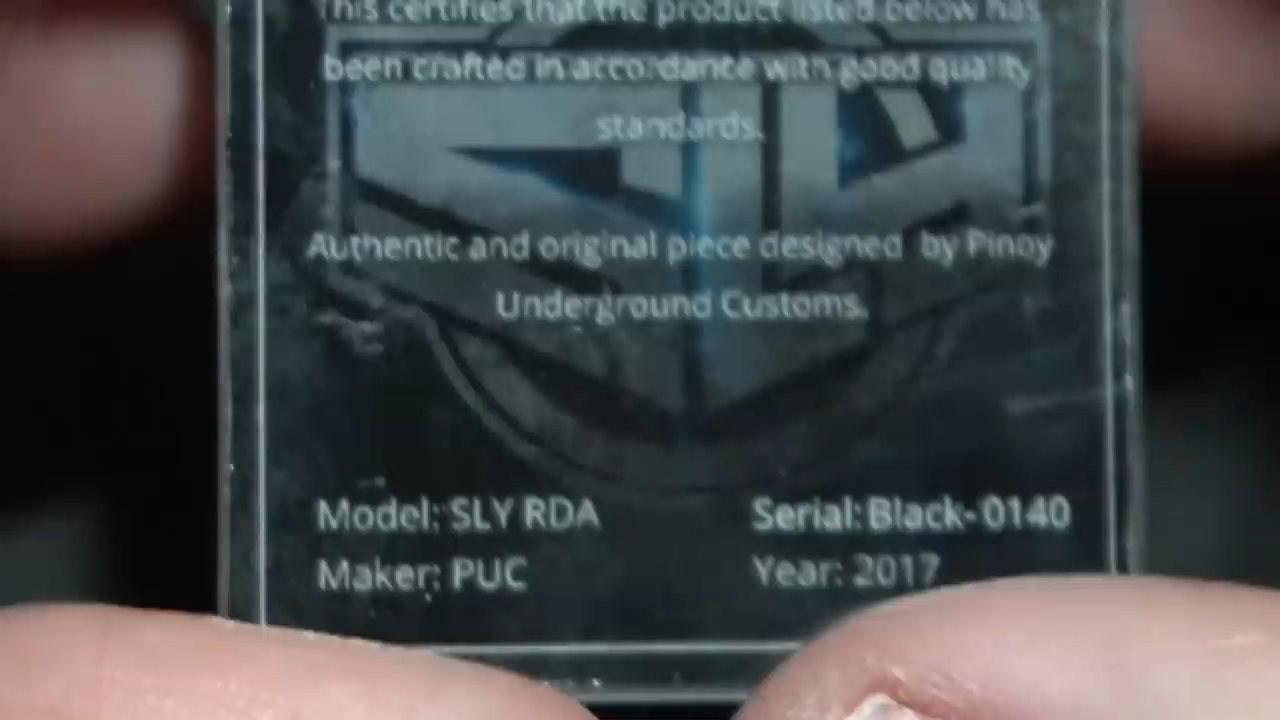 This certifies that the product listed below has
been crafted in accordance with good quality
standards.
Authentic and original piece designed by Pinoy
Underground Customs.
Model: SLY RDA
Serial: Black- 0140
Maker: PUC
Year: 2017